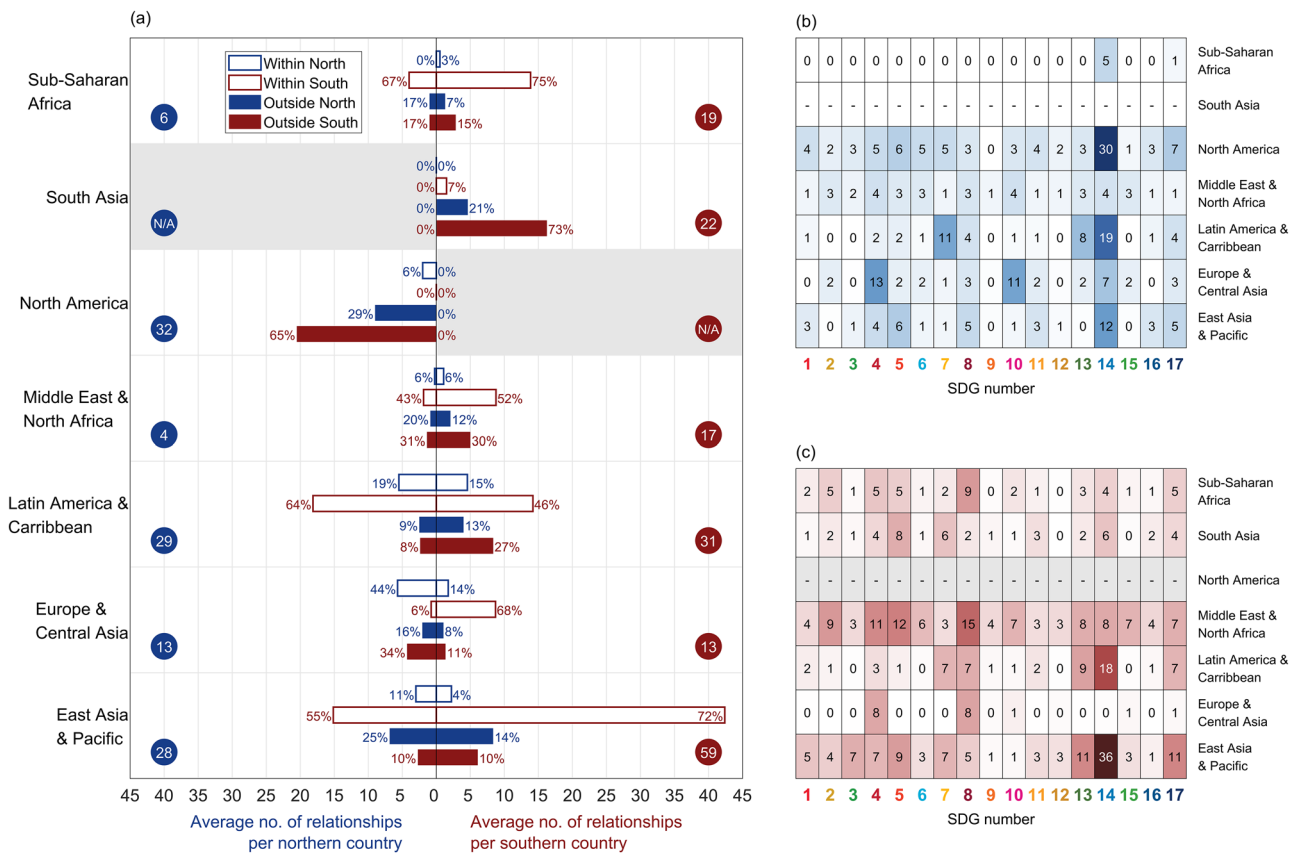 (a)
Within North
Within South
Outside North
Outside South
Sub-Saharan
Africa
0% 3%
67% 75%
17% 7%
17% 15%
6 19
South Asia
0% 0%
0% 7%
0% 21%
0% 73%
N/A 22
North America
6% 0%
0% 0%
29% 0%
65% 0%
32 N/A
Middle East &
North Africa
6% 6%
43% 52%
20% 12%
31% 30%
4 17
Latin America &
Carribbean
19% 15%
64% 46%
9% 13%
8% 27%
29 31
Europe &
Central Asia
44% 14%
6% 68%
16% 8%
34% 11%
13 13
East Asia
& Pacific
11% 4%
55% 72%
25% 14%
10% 10%
28 59
45 40 35 30 25 20 15 10 5 0 5 10 15 20 25 30 35 40 45
Average no. of relationships
per northern country
Average no. of relationships
per southern country
(b)
0 0 0 0 0 0 0 0 0 0 0 0 0 5 0 0 1 Sub-Saharan
Africa
- - - - - - - - - - - - - - - - - South Asia
4 2 3 5 6 5 5 3 0 3 4 2 3 30 1 3 7 North America
1 3 2 4 3 3 1 3 1 4 1 1 3 4 3 1 1 Middle East &
North Africa
1 0 0 2 2 1 11 4 0 1 1 0 8 19 0 1 4 Latin America &
Carribbean
0 2 0 13 2 2 1 3 0 11 2 0 2 7 2 0 3 Europe &
Central Asia
3 0 1 4 6 1 1 5 0 1 3 1 0 12 0 3 5 East Asia
& Pacific
1 2 3 4 5 6 7 8 9 10 11 12 13 14 15 16 17
SDG number
(c)
2 5 1 5 5 1 2 9 0 2 1 0 3 4 1 1 5 Sub-Saharan
Africa
1 2 1 4 8 1 6 2 1 1 3 0 2 6 0 2 4 South Asia
- - - - - - - - - - - - - - - - - North America
4 9 3 11 12 6 3 15 4 7 3 3 8 8 7 4 7 Middle East &
North Africa
2 1 0 3 1 0 7 7 1 1 2 0 9 18 0 1 7 Latin America &
Carribbean
0 0 0 8 0 0 0 8 0 1 0 0 0 0 1 0 1 Europe &
Central Asia
5 4 7 7 9 3 7 5 1 1 3 3 11 36 3 1 11 East Asia
& Pacific
1 2 3 4 5 6 7 8 9 10 11 12 13 14 15 16 17
SDG number